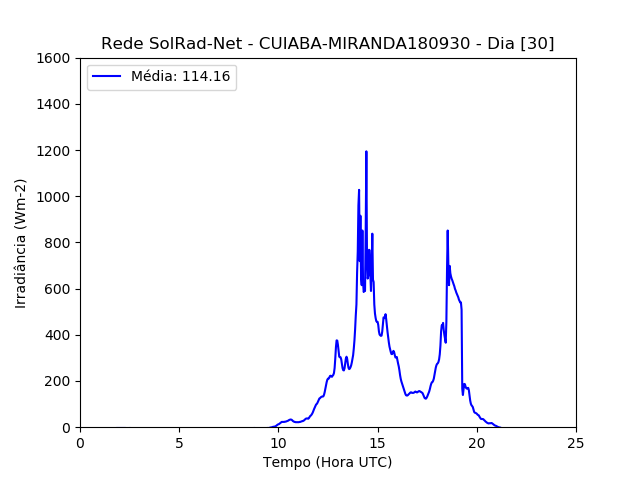 Rede SolRad-Net - CUIABA-MIRANDA180930 - Dia [30]
Média: 114.16
1600
1400
1200
1000
800
600
400
200
0
Irradiância (Wm-2)
0 5 10 15 20 25
Tempo (Hora UTC)